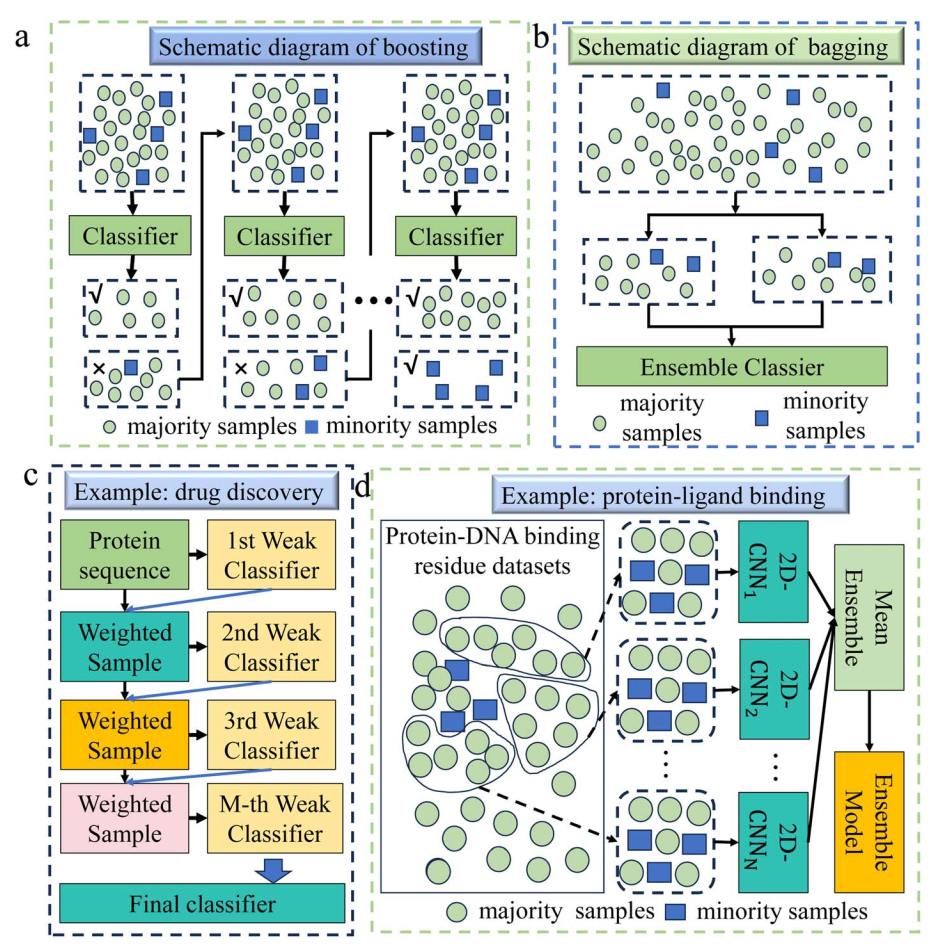 a
Schematic diagram of boosting
Classifier
Classifier
Classifier
√
√
√
×
×
√
majority samples
minority samples
b
Schematic diagram of bagging
Ensemble Classier
majority
samples
minority
samples
c
Example: drug discovery
Protein
sequence
1st Weak
Classifier
Weighted
Sample
2nd Weak
Classifier
Weighted
Sample
3rd Weak
Classifier
Weighted
Sample
M-th Weak
Classifier
Final classifier
d
Example: protein-ligand binding
Protein-DNA binding
residue datasets
2D-
CNN1
2D-
CNN2
2D-
CNNN
Mean
Ensemble
Ensemble
Model
majority samples
minority samples